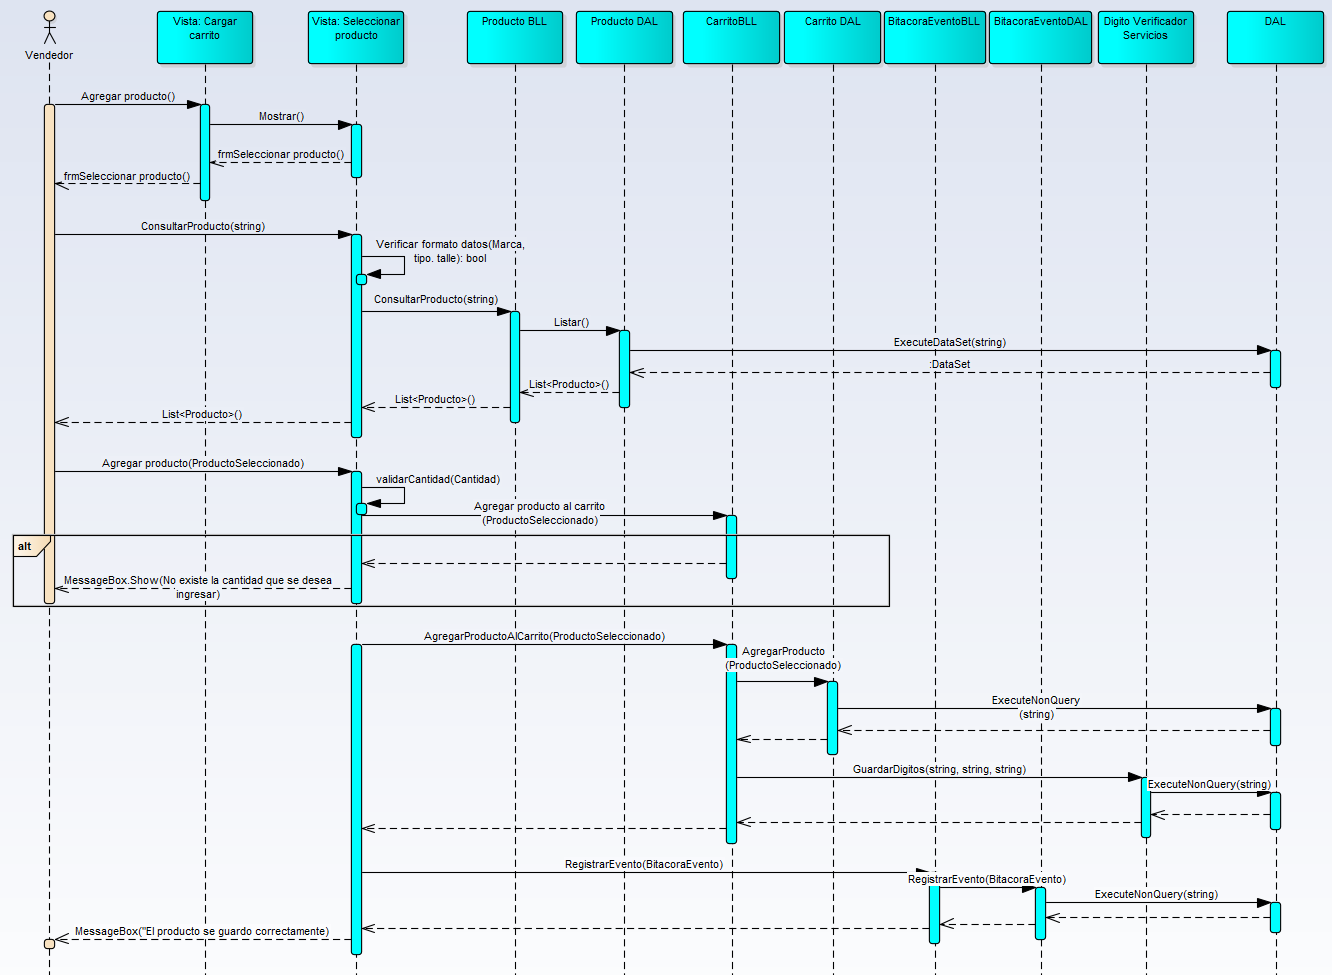 Vista: Cargar
carrito
Vista: Seleccionar
producto
Producto BLL
Producto DAL
CarritoBLL
Carrito DAL
BitacoraEventoBLL
BitacoraEventoDAL
Digito Verificador
Servicios
DAL
Vendedor
Agregar producto()
Mostrar()
frmSeleccionar producto()
frmSeleccionar producto()
ConsultarProducto(string)
Verificar formato datos(Marca,
tipo. talle): bool
ConsultarProducto(string)
Listar()
ExecuteDataSet(string)
:DataSet
List<Producto>()
List<Producto>()
List<Producto>()
Agregar producto(ProductoSeleccionado)
validarCantidad(Cantidad)
Agregar producto al carrito
(ProductoSeleccionado)
alt
MessageBox.Show(No existe la cantidad que se desea
ingresar)
AgregarProductoAlCarrito(ProductoSeleccionado)
AgregarProducto
(ProductoSeleccionado)
ExecuteNonQuery
(string)
GuardarDigitos(string, string, string)
ExecuteNonQuery(string)
RegistrarEvento(BitacoraEvento)
RegistrarEvento(BitacoraEvento)
ExecuteNonQuery(string)
MessageBox("El producto se guardo correctamente)